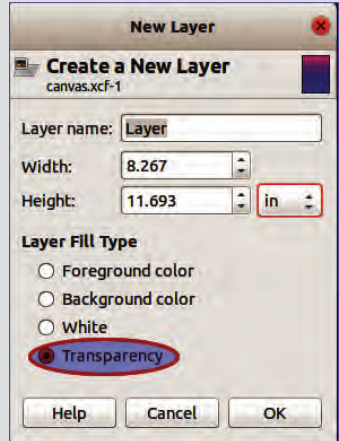 New Layer
Create a New Layer
canvas.xcf-1
Layer name: Layer
Width: 8.267
Height: 11.693 in
Layer Fill Type
Foreground color
Background color
White
Transparency
Help Cancel OK